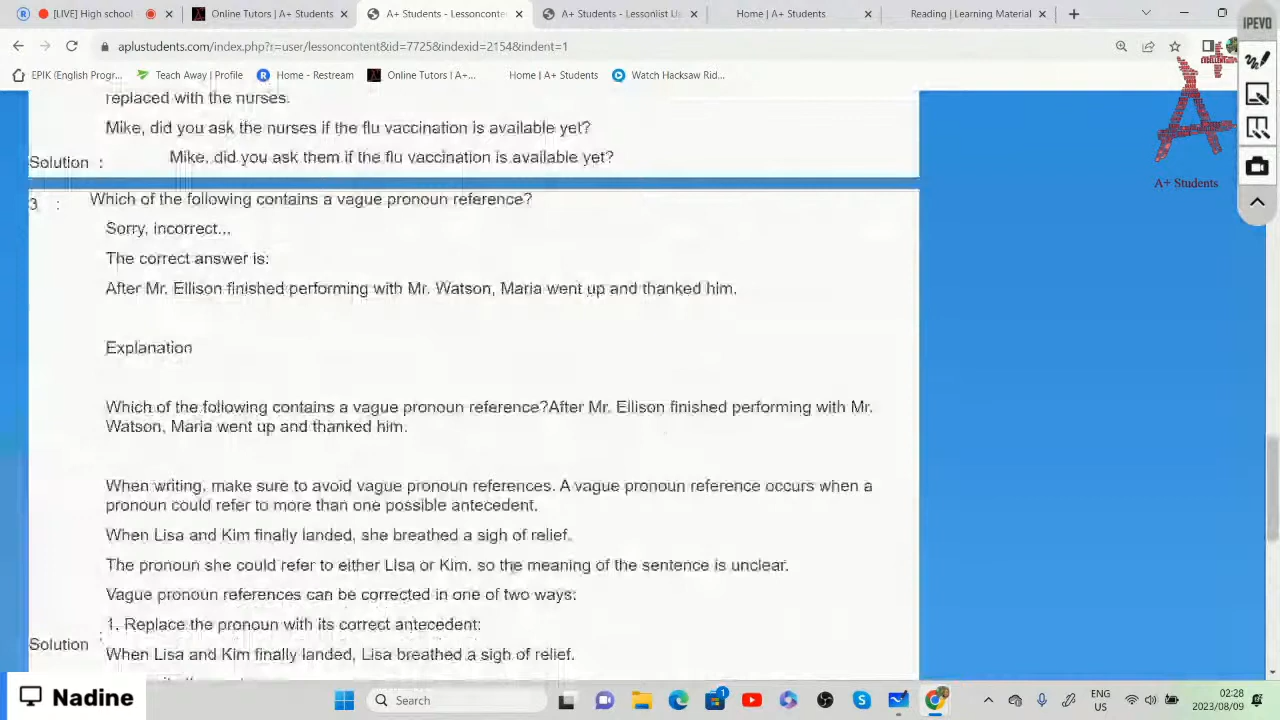 [LIVE] High school
Online Tutors | A+ Students
A+ Students - Lessonconte
A+ Students - Lessonlist U
Home | A+ Students
Reading | Learning Material
IPEVO
aplustudents.com/index.php?r=user/lessoncontent&id=7725&indexid=2154&indent=1
EPIK (English Progr...
Teach Away | Profile
Home - Restream
Online Tutors | A+...
Home | A+ Students
Watch Hacksaw Rid...
replaced with the nurses.
Mike, did you ask the nurses if the flu vaccination is available yet?
Solution :
Mike, did you ask them if the flu vaccination is available yet?
A+ Students
3 :
Which of the following contains a vague pronoun reference?
Sorry, incorrect...
The correct answer is:
After Mr. Ellison finished performing with Mr. Watson, Maria went up and thanked him.
Explanation
Which of the following contains a vague pronoun reference?After Mr. Ellison finished performing with Mr.
Watson, Maria went up and thanked him.
When writing, make sure to avoid vague pronoun references. A vague pronoun reference occurs when a
pronoun could refer to more than one possible antecedent.
When Lisa and Kim finally landed, she breathed a sigh of relief.
The pronoun she could refer to either LIsa or Kim, so the meaning of the sentence is unclear.
Vague pronoun references can be corrected in one of two ways:
1. Replace the pronoun with its correct antecedent:
Solution :
When Lisa and Kim finally landed, Lisa breathed a sigh of relief.
Nadine
Search
1
ENG
US
02:28
2023/08/09